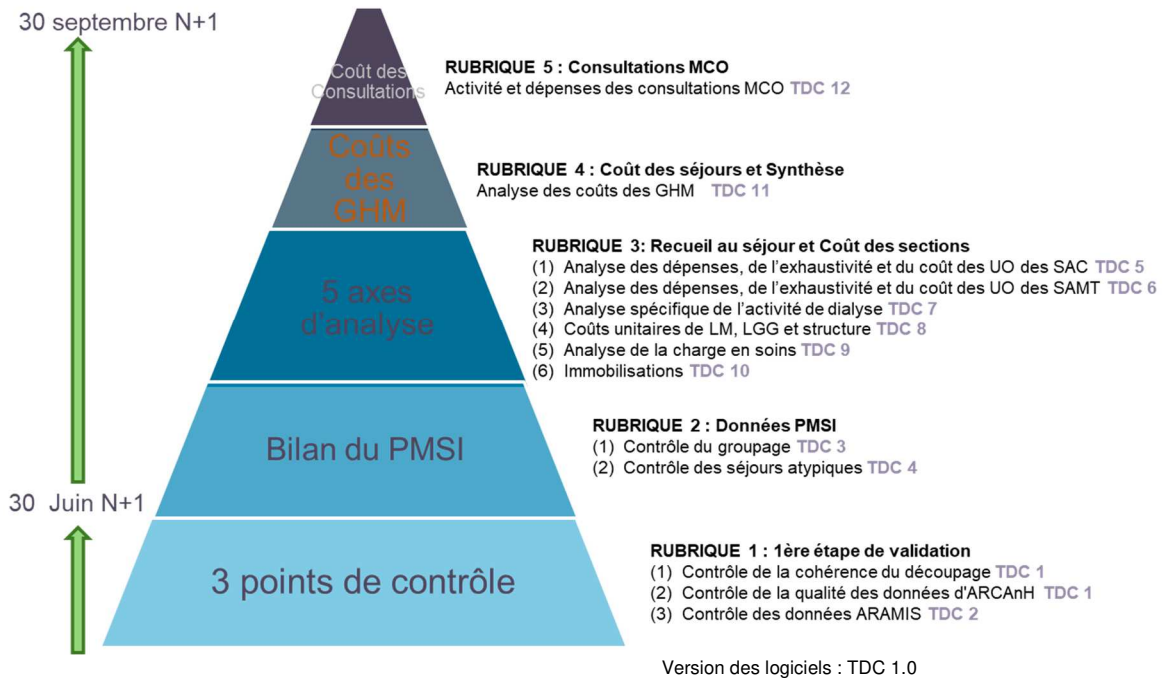 30 septembre N+1
Coût des
Consultations
RUBRIQUE 5 : Consultations MCO
Activité et dépenses des consultations MCO TDC 12
Coûts
des
GHM
RUBRIQUE 4 : Coût des séjours et Synthèse
Analyse des coûts des GHM TDC 11
5 axes
d'analyse
RUBRIQUE 3: Recueil au séjour et Coût des sections
(1) Analyse des dépenses, de l'exhaustivité et du coût des UO des SAC TDC 5
(2) Analyse des dépenses, de l'exhaustivité et du coût des UO des SAMT TDC 6
(3) Analyse spécifique de l'activité de dialyse TDC 7
(4) Coûts unitaires de LM, LGG et structure TDC 8
(5) Analyse de la charge en soins TDC 9
(6) Immobilisations TDC 10
Bilan du PMSI
RUBRIQUE 2 : Données PMSI
(1) Contrôle du groupage TDC 3
(2) Contrôle des séjours atypiques TDC 4
30 Juin N+1
3 points de contrôle
RUBRIQUE 1 : 1ère étape de validation
(1) Contrôle de la cohérence du découpage TDC 1
(2) Contrôle de la qualité des données d'ARCAnH TDC 1
(3) Contrôle des données ARAMIS TDC 2
Version des logiciels : TDC 1.0